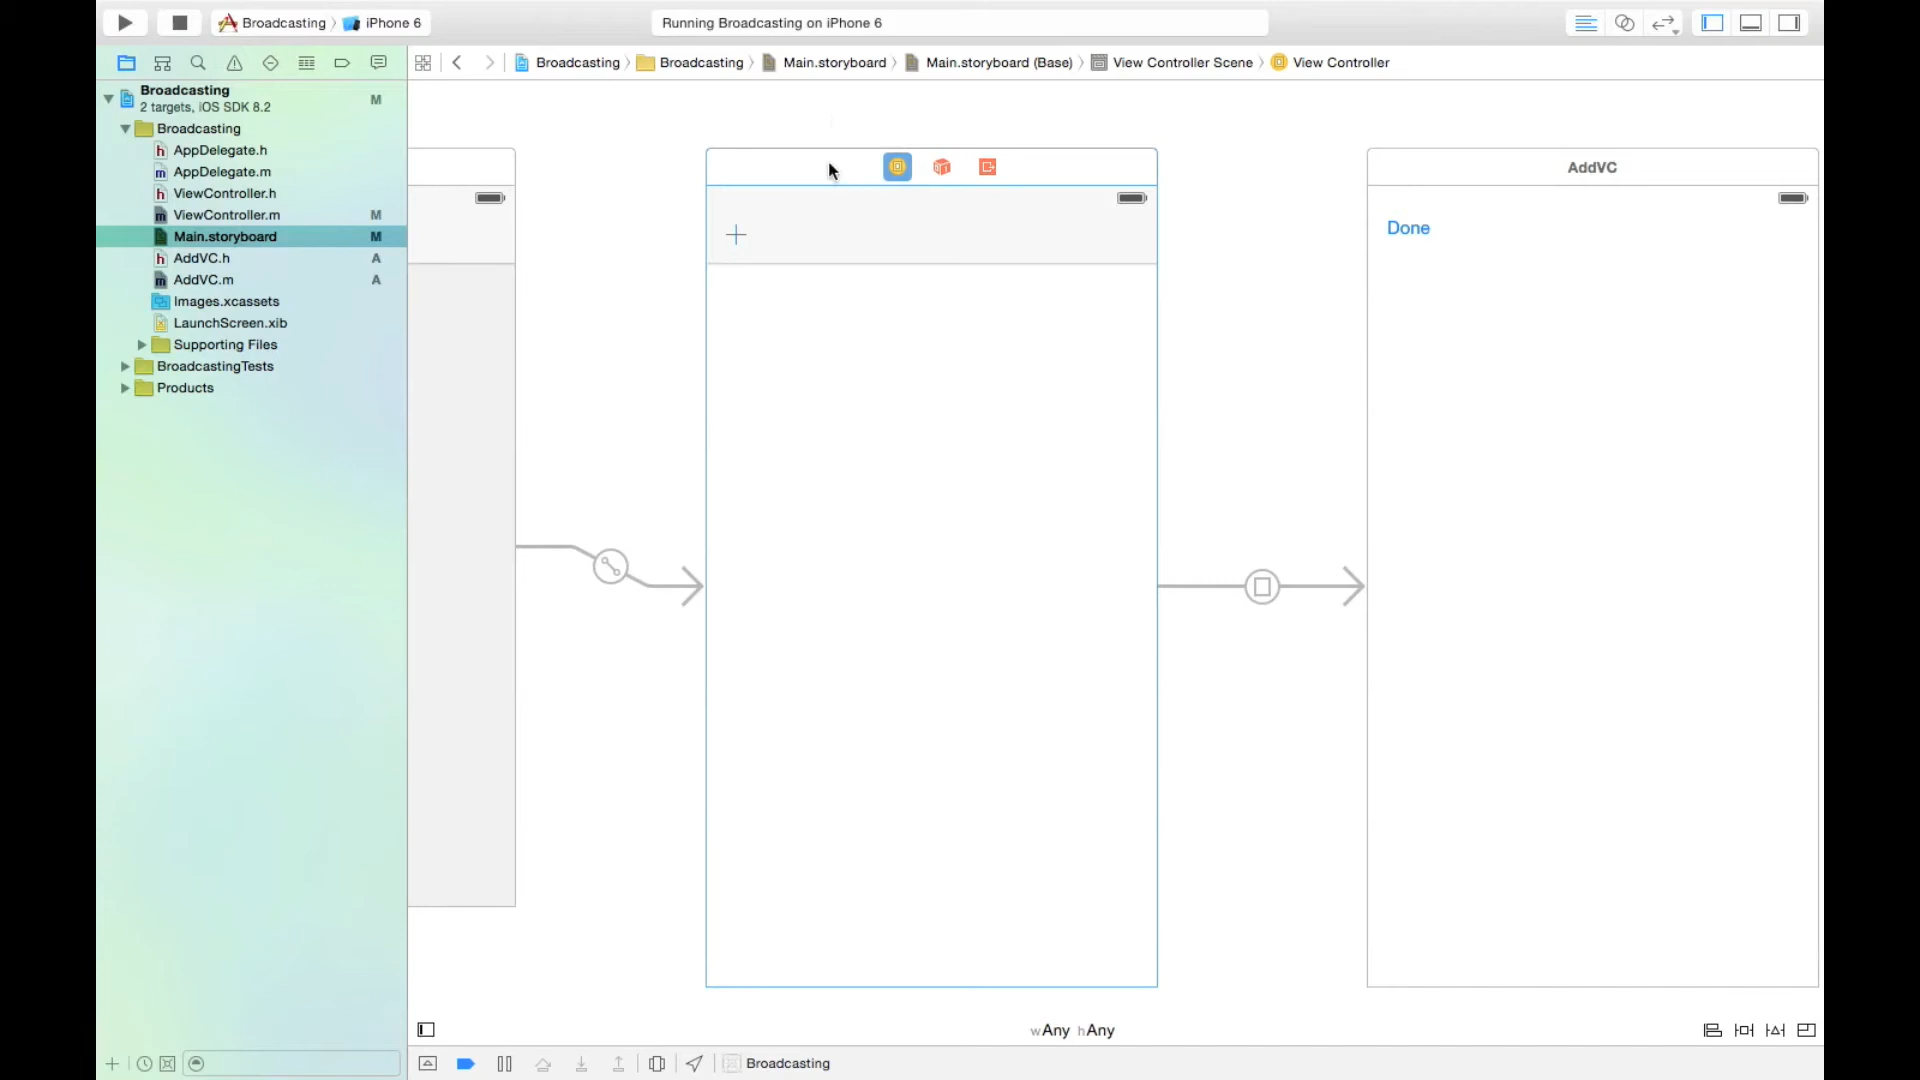 Broadcasting 〉 iPhone 6
Running Broadcasting on iPhone 6
Broadcasting 〉 Broadcasting 〉 Main.storyboard 〉 Main.storyboard (Base) 〉 View Controller Scene 〉 View Controller
Broadcasting
2 targets, iOS SDK 8.2
M
Broadcasting
AppDelegate.h
AppDelegate.m
ViewController.h
ViewController.m M
Main.storyboard M
AddVC.h A
AddVC.m A
Images.xcassets
LaunchScreen.xib
Supporting Files
BroadcastingTests
Products
AddVC
Done
wAny hAny
Broadcasting